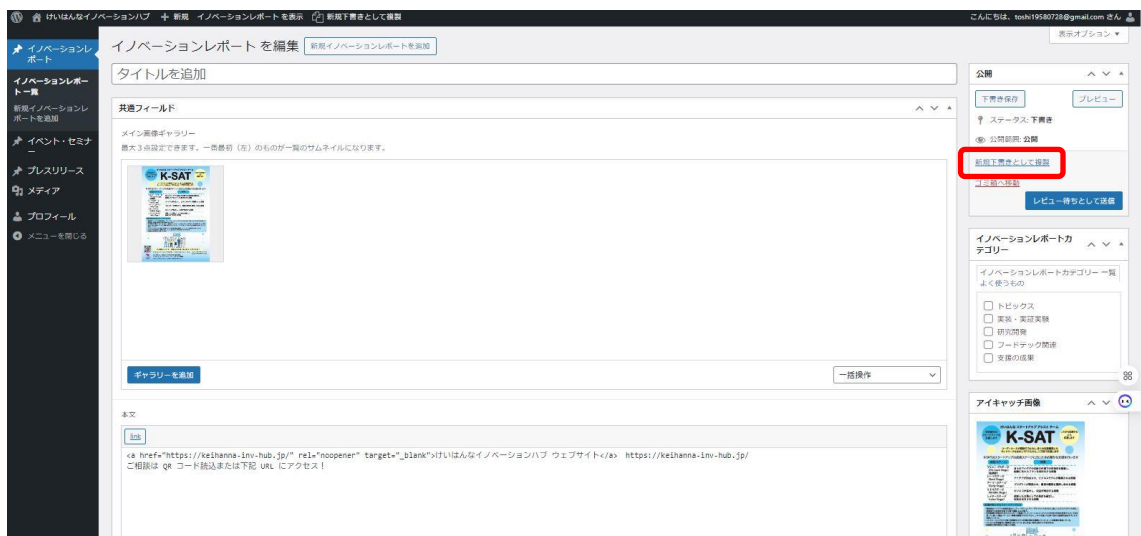 けいはんなイノベーションハブ
新規
イノベーションレポート を表示
新規下書きとして複製
こんにちは、toshi19580728@gmail.com さん
表示オプション
イノベーションレ
ポート
イノベーションレポー
ト一覧
新規イノベーションレ
ポートを追加
イベント・セミナ
ー
プレスリリース
メディア
プロフィール
メニューを閉じる
イノベーションレポート を編集
新規イノベーションレポートを追加
タイトルを追加
共通フィールド
メイン画像ギャラリー
最大３点設定できます。一番最初（左）のものが一覧のサムネイルになります。
K-SAT
ギャラリーを追加
一括操作
本文
link
<a href="https://keihanna-inv-hub.jp/" rel="noopener" target="_blank">けいはんなイノベーションハブ ウェブサイト</a> https://keihanna-inv-hub.jp/
ご相談は QR コード読込または下記 URL にアクセス！
公開
下書き保存
プレビュー
ステータス: 下書き
公開範囲: 公開
新規下書きとして複製
ゴミ箱へ移動
レビュー待ちとして送信
イノベーションレポートカ
テゴリー
イノベーションレポートカテゴリー 一覧
よく使うもの
トピックス
実装・実証実験
研究開発
フードテック関連
支援の成果
アイキャッチ画像
K-SAT